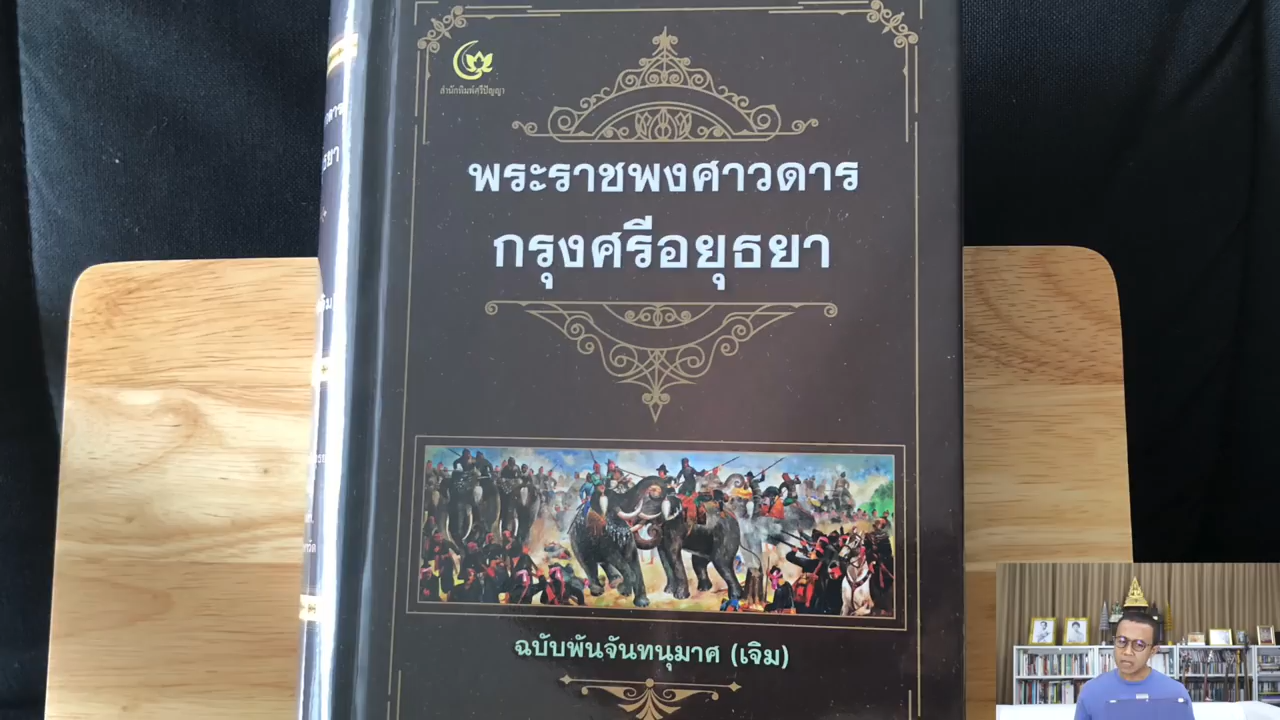 สำนักพิมพ์ศรีปัญญา
พระราชพงศาวดาร
กรุงศรีอยุธยา
ฉบับพันจันทนุมาศ (เจิม)